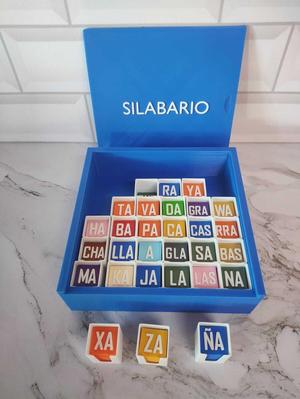 SILABARIO
RA YA
TA VA DA GRA WA
HA BA PA CA CAS RRA
CHA LLA A GLA SA BAS
MA KA JA LA LAS NA
XA ZA ÑA